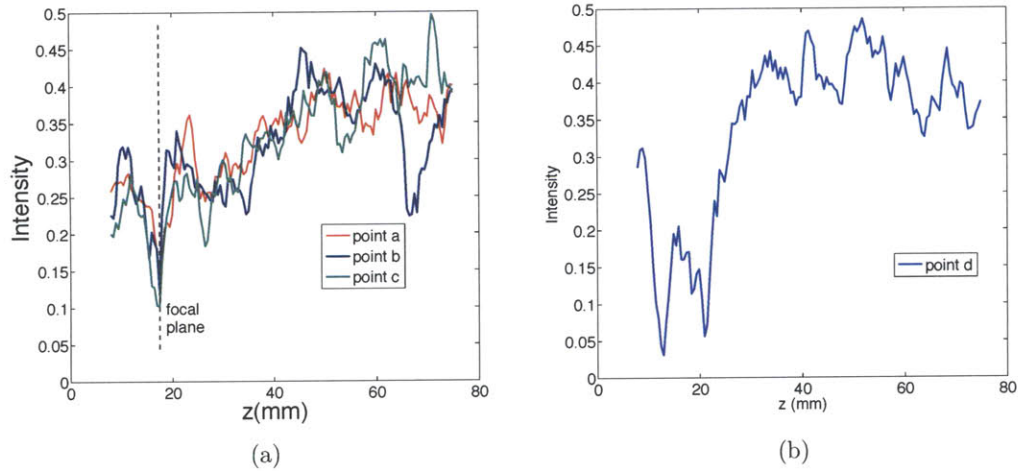 0.5
0.45
0.4
0.35
0.3
0.25
0.2
0.15
0.1
0.05
0
Intensity
point a
point b
point c
focal
plane
0 20 40 60 80
z(mm)
(a)
0.5
0.45
0.4
0.35
0.3
0.25
0.2
0.15
0.1
0.05
0
Intensity
point d
0 20 40 60 80
z (mm)
(b)